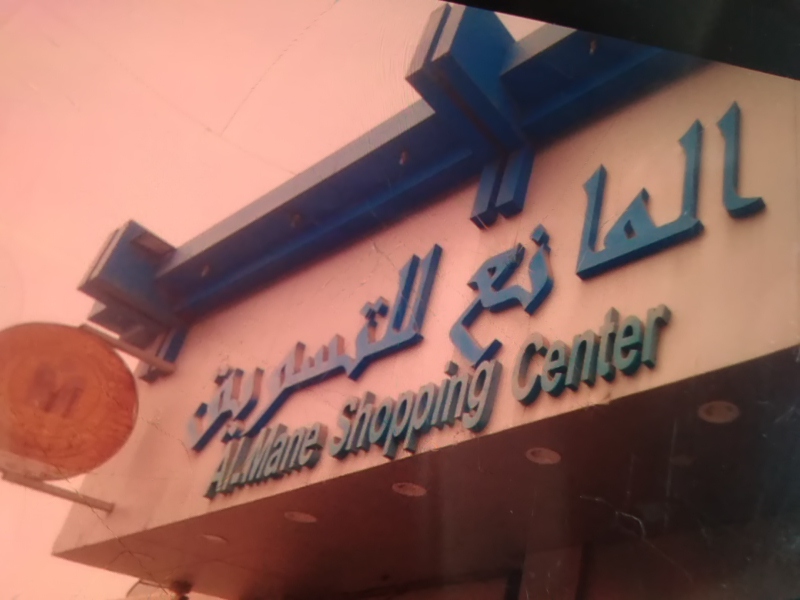 المانع للتسويق
Al-Mane Shopping Center
M